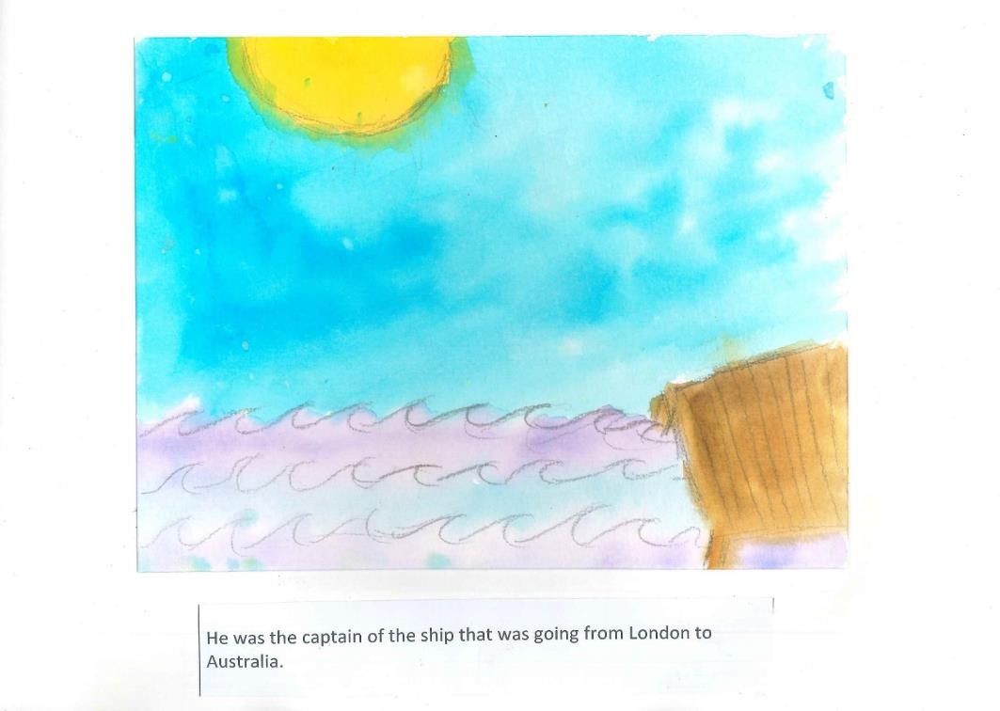 He was the captain of the ship that was going from London to
Australia.